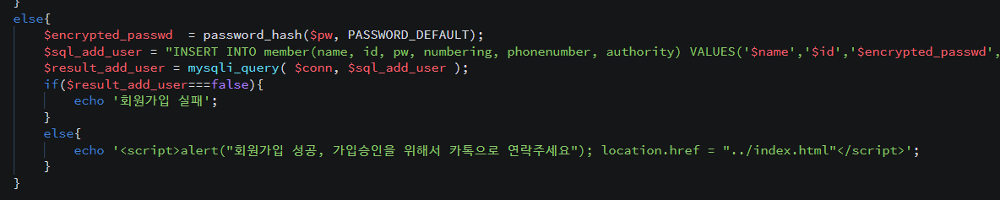 }
else{
$encrypted_passwd  = password_hash($pw, PASSWORD_DEFAULT);
$sql_add_user = "INSERT INTO member(name, id, pw, numbering, phonenumber, authority) VALUES('$name','$id','$encrypted_passwd',
$result_add_user = mysqli_query( $conn, $sql_add_user );
if($result_add_user===false){
echo '회원가입 실패';
}
else{
echo '<script>alert("회원가입 성공, 가입승인을 위해서 카톡으로 연락주세요"); location.href = "../index.html"</script>';
}
}